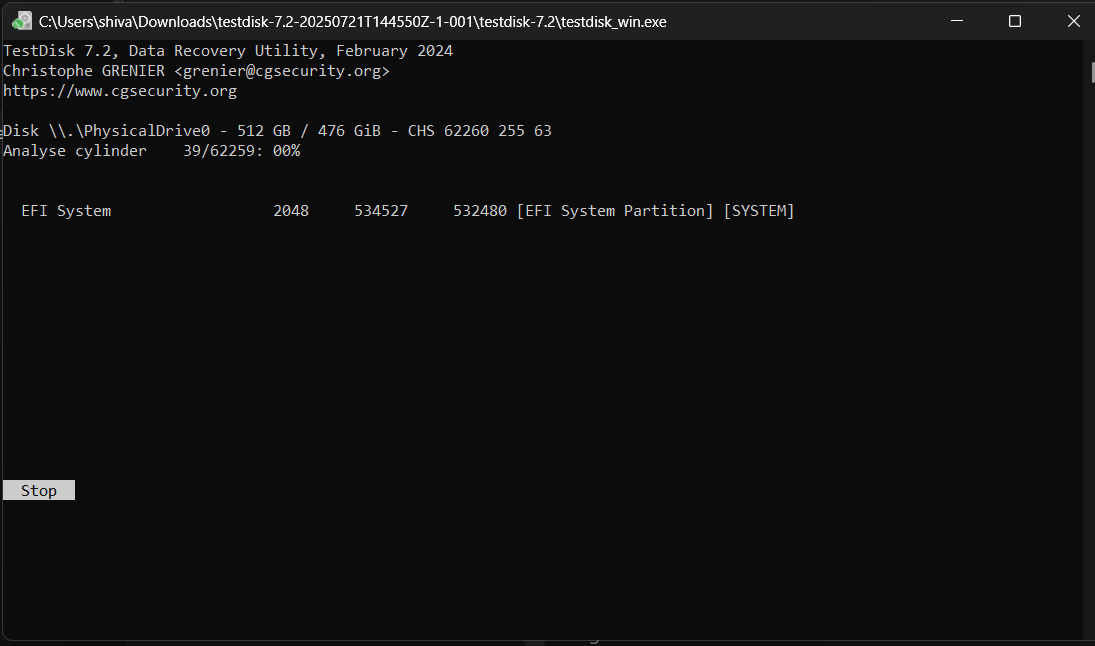 C:\Users\shiva\Downloads\testdisk-7.2-20250721T144550Z-1-001\testdisk-7.2\testdisk_win.exe
TestDisk 7.2, Data Recovery Utility, February 2024
Christophe GRENIER <grenier@cgsecurity.org>
https://www.cgsecurity.org
Disk \\.\PhysicalDrive0 - 512 GB / 476 GiB - CHS 62260 255 63
Analyse cylinder    39/62259: 00%
EFI System                  2048     534527     532480 [EFI System Partition] [SYSTEM]
Stop